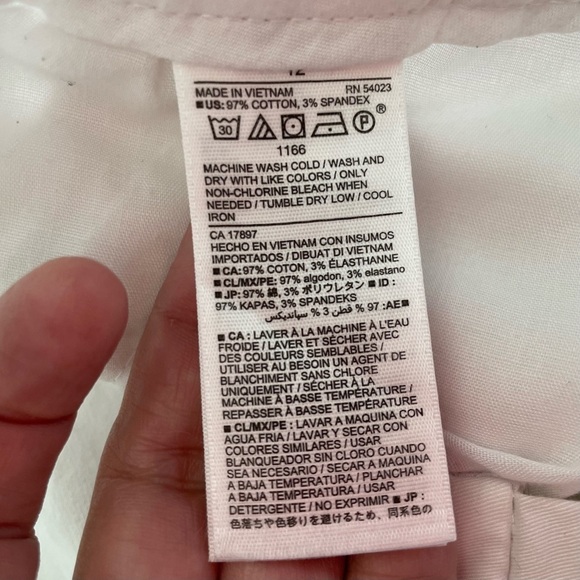 12
MADE IN VIETNAM RN 54023
■US: 97% COTTON, 3% SPANDEX
30 P ®
1166
MACHINE WASH COLD / WASH AND
DRY WITH LIKE COLORS / ONLY
NON-CHLORINE BLEACH WHEN
NEEDED / TUMBLE DRY LOW / COOL
IRON
CA 17897
HECHO EN VIETNAM CON INSUMOS
IMPORTADOS / DIBUAT DI VIETNAM
■ CA: 97% COTON, 3% ÉLASTHANNE
■ CL/MX/PE: 97% algodon, 3% elastano
■ JP: 97% 綿, 3% ポリウレタン ■ ID :
97% KAPAS, 3% SPANDEKS
■ AE: 97 % قطن 3 % سباندیكس
■ CA : LAVER À LA MACHINE À L'EAU
FROIDE / LAVER ET SÉCHER AVEC
DES COULEURS SEMBLABLES /
UTILISER AU BESOIN UN AGENT DE
BLANCHIMENT SANS CHLORE
UNIQUEMENT / SÉCHER À LA
MACHINE À BASSE TEMPÉRATURE /
REPASSER À BASSE TEMPÉRATURE
■ CL/MX/PE: LAVAR A MAQUINA CON
AGUA FRIA / LAVAR Y SECAR CON
COLORES SIMILARES / USAR
BLANQUEADOR SIN CLORO CUANDO
SEA NECESARIO / SECAR A MAQUINA
A BAJA TEMPERATURA / PLANCHAR
A BAJA TEMPERATURA / USAR
DETERGENTE / NO EXPRIMIR ■ JP :
色落ちや色移りを避けるため、同系色の